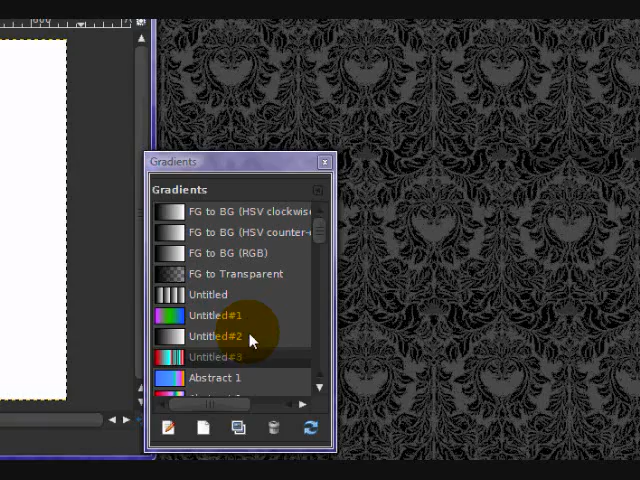 Gradients
Gradients
FG to BG (HSV clockwise
FG to BG (HSV counter-
FG to BG (RGB)
FG to Transparent
Untitled
Untitled#1
Untitled#2
Untitled#3
Abstract 1